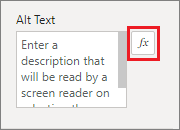 Alt Text
Enter a
description that
will be read by a
screen reader on
fx